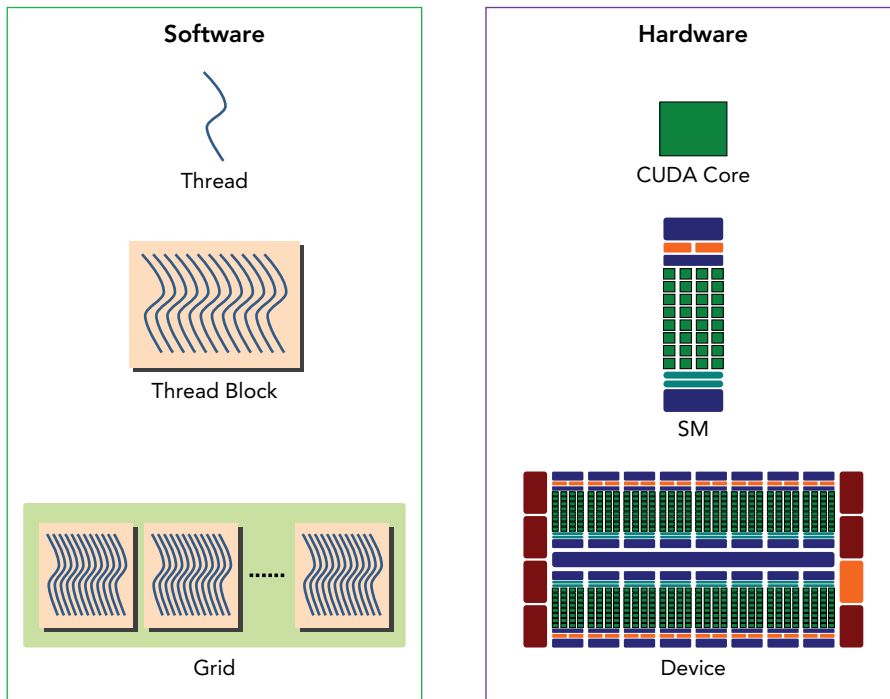 Software
Thread
Thread Block
......
Grid
Hardware
CUDA Core
SM
Device